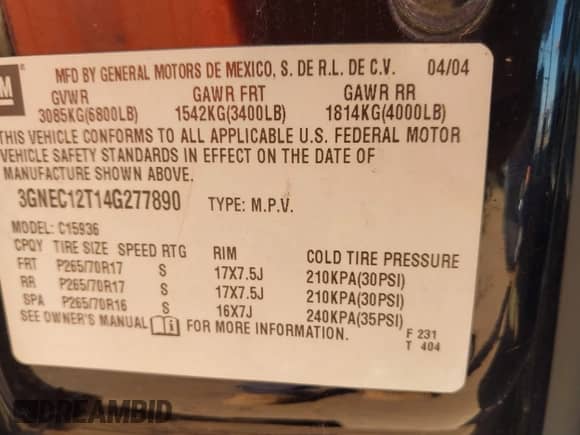 M ®
MFD BY GENERAL MOTORS DE MEXICO, S. DE R.L. DE C.V. 04/04
GVWR GAWR FRT GAWR RR
3085KG(6800LB) 1542KG(3400LB) 1814KG(4000LB)
THIS VEHICLE CONFORMS TO ALL APPLICABLE U.S. FEDERAL MOTOR
VEHICLE SAFETY STANDARDS IN EFFECT ON THE DATE OF
MANUFACTURE SHOWN ABOVE.
3GNEC12T14G277890 TYPE: M.P.V.
MODEL: C15936
CPQY TIRE SIZE SPEED RTG RIM COLD TIRE PRESSURE
FRT P265/70R17 S 17X7.5J 210KPA(30PSI)
RR P265/70R17 S 17X7.5J 210KPA(30PSI)
SPA P265/70R16 S 16X7J 240KPA(35PSI)
SEE OWNER'S MANUAL i FOR MORE INFORMATION.
F 231
T 404
DREAMBID